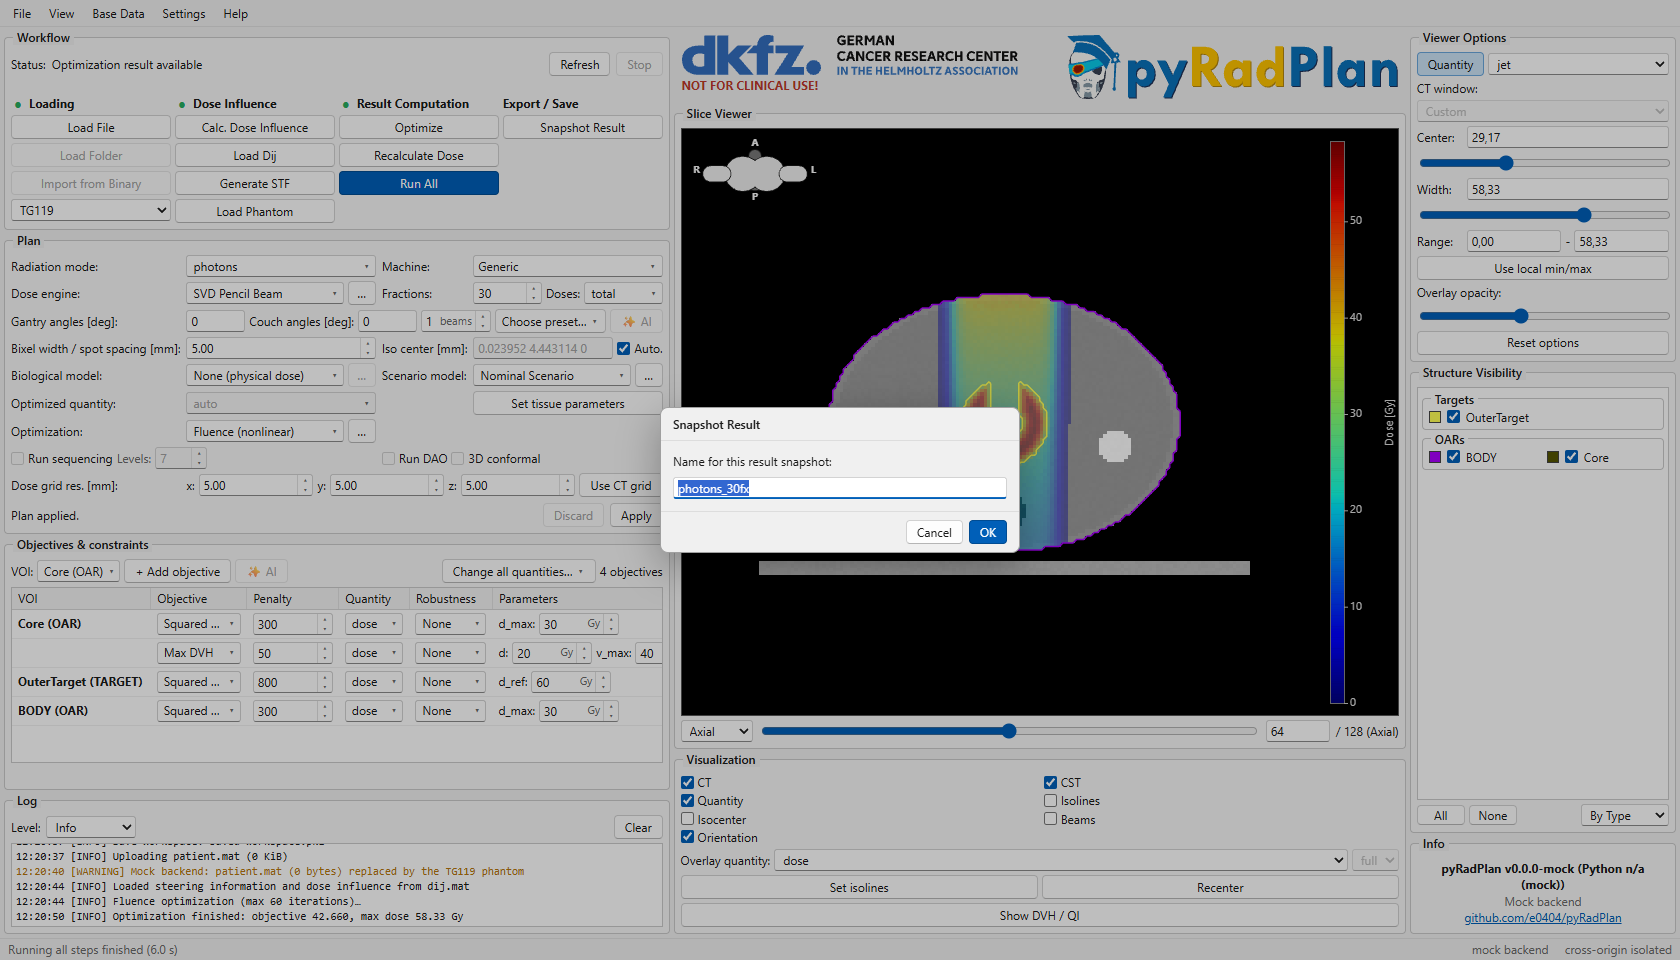 File View Base Data Settings Help
Workflow
Status: Optimization result available
Refresh Stop
Loading Dose Influence Result Computation Export / Save
Load File Calc. Dose Influence Optimize Snapshot Result
Load Folder Load Dij Recalculate Dose
Import from Binary Generate STF Run All
TG119 Load Phantom
Plan
Radiation mode: photons Machine: Generic
Dose engine: SVD Pencil Beam ... Fractions: 30 Doses: total
Gantry angles [deg]: 0 Couch angles [deg]: 0 1 beams Choose preset... AI
Bixel width / spot spacing [mm]: 5.00 Iso center [mm]: 0.023952 4.443114 0 Auto.
Biological model: None (physical dose) ... Scenario model: Nominal Scenario ...
Optimized quantity: auto Set tissue parameters
Optimization: Fluence (nonlinear) ...
Run sequencing Levels: 7 Run DAO 3D conformal
Dose grid res. [mm]: x: 5.00 y: 5.00 z: 5.00 Use CT grid
Plan applied. Discard Apply
Objectives & constraints
VOI: Core (OAR) + Add objective AI Change all quantities... 4 objectives
VOI Objective Penalty Quantity Robustness Parameters
Core (OAR) Squared ... 300 dose None d_max: 30 Gy
Max DVH 50 dose None d: 20 Gy v_max: 40
OuterTarget (TARGET) Squared ... 800 dose None d_ref: 60 Gy
BODY (OAR) Squared ... 300 dose None d_max: 30 Gy
Log
Level: Info Clear
12:20:37 [INFO] Uploading patient.mat (0 KiB)
12:20:40 [WARNING] Mock backend: patient.mat (0 bytes) replaced by the TG119 phantom
12:20:44 [INFO] Loaded steering information and dose influence from dij.mat
12:20:44 [INFO] Fluence optimization (max 60 iterations)…
12:20:50 [INFO] Optimization finished: objective 42.660, max dose 58.33 Gy
Running all steps finished (6.0 s)
dkfz.
NOT FOR CLINICAL USE!
GERMAN
CANCER RESEARCH CENTER
IN THE HELMHOLTZ ASSOCIATION
pyRadPlan
Slice Viewer
A
R L
P
50
40
30
20
10
0
Dose [Gy]
Snapshot Result
Name for this result snapshot:
photons_30fx
Cancel OK
Axial 64 / 128 (Axial)
Visualization
CT CST
Quantity Isolines
Isocenter Beams
Orientation
Overlay quantity: dose full
Set isolines Recenter
Show DVH / QI
Viewer Options
Quantity jet
CT window:
Custom
Center: 29,17
Width: 58,33
Range: 0,00 - 58,33
Use local min/max
Overlay opacity:
Reset options
Structure Visibility
Targets
OuterTarget
OARs
BODY Core
All None By Type
Info
pyRadPlan v0.0.0-mock (Python n/a
(mock))
Mock backend
github.com/e0404/pyRadPlan
mock backend cross-origin isolated